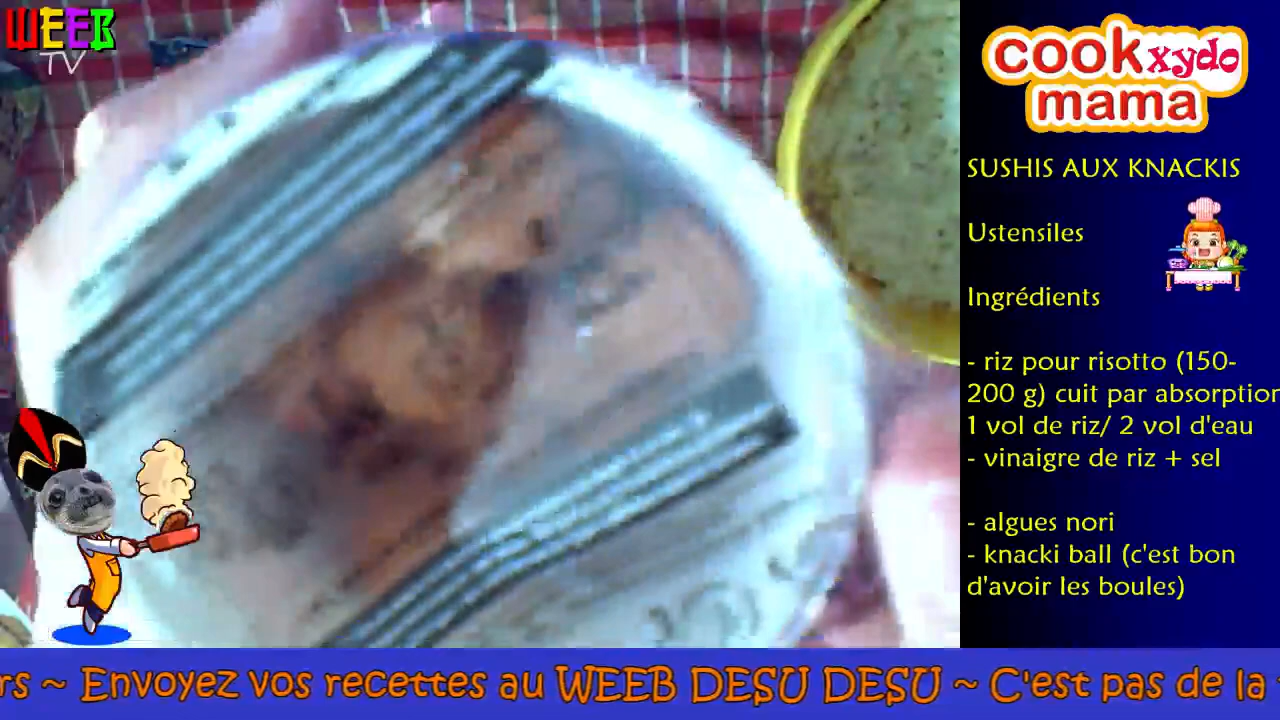 WEEB
TV
cook xydo
mama
SUSHIS AUX KNACKIS
Ustensiles
Ingrédients
- riz pour risotto (150-
200 g) cuit par absorption
1 vol de riz/ 2 vol d'eau
- vinaigre de riz + sel
- algues nori
- knacki ball (c'est bon
d'avoir les boules)
rs ~ Envoyez vos recettes au WEEB DESU DESU ~ C'est pas de la